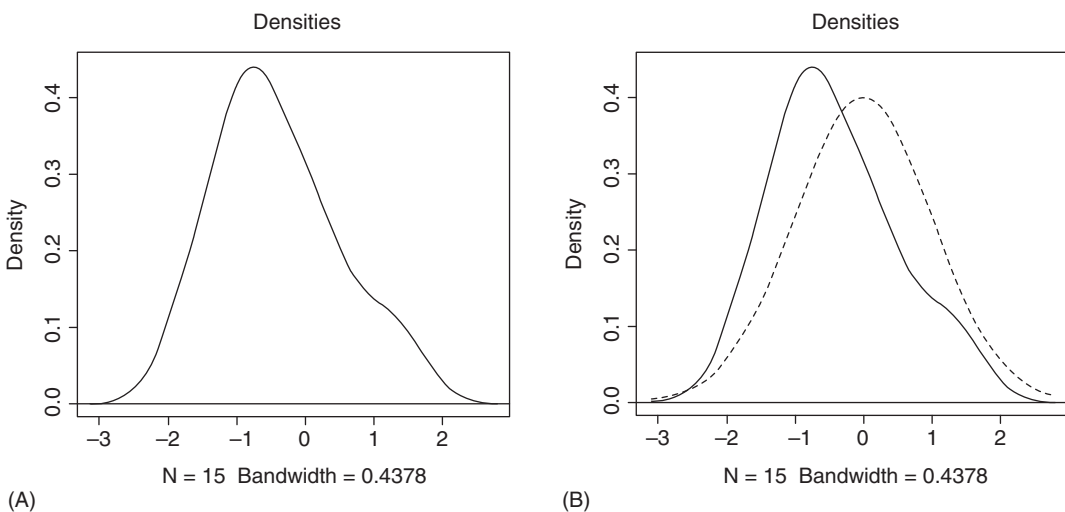 Densities
Density
0.0 0.1 0.2 0.3 0.4
–3 –2 –1 0 1 2
N = 15 Bandwidth = 0.4378
(A)
Densities
Density
0.0 0.1 0.2 0.3 0.4
–3 –2 –1 0 1 2
N = 15 Bandwidth = 0.4378
(B)